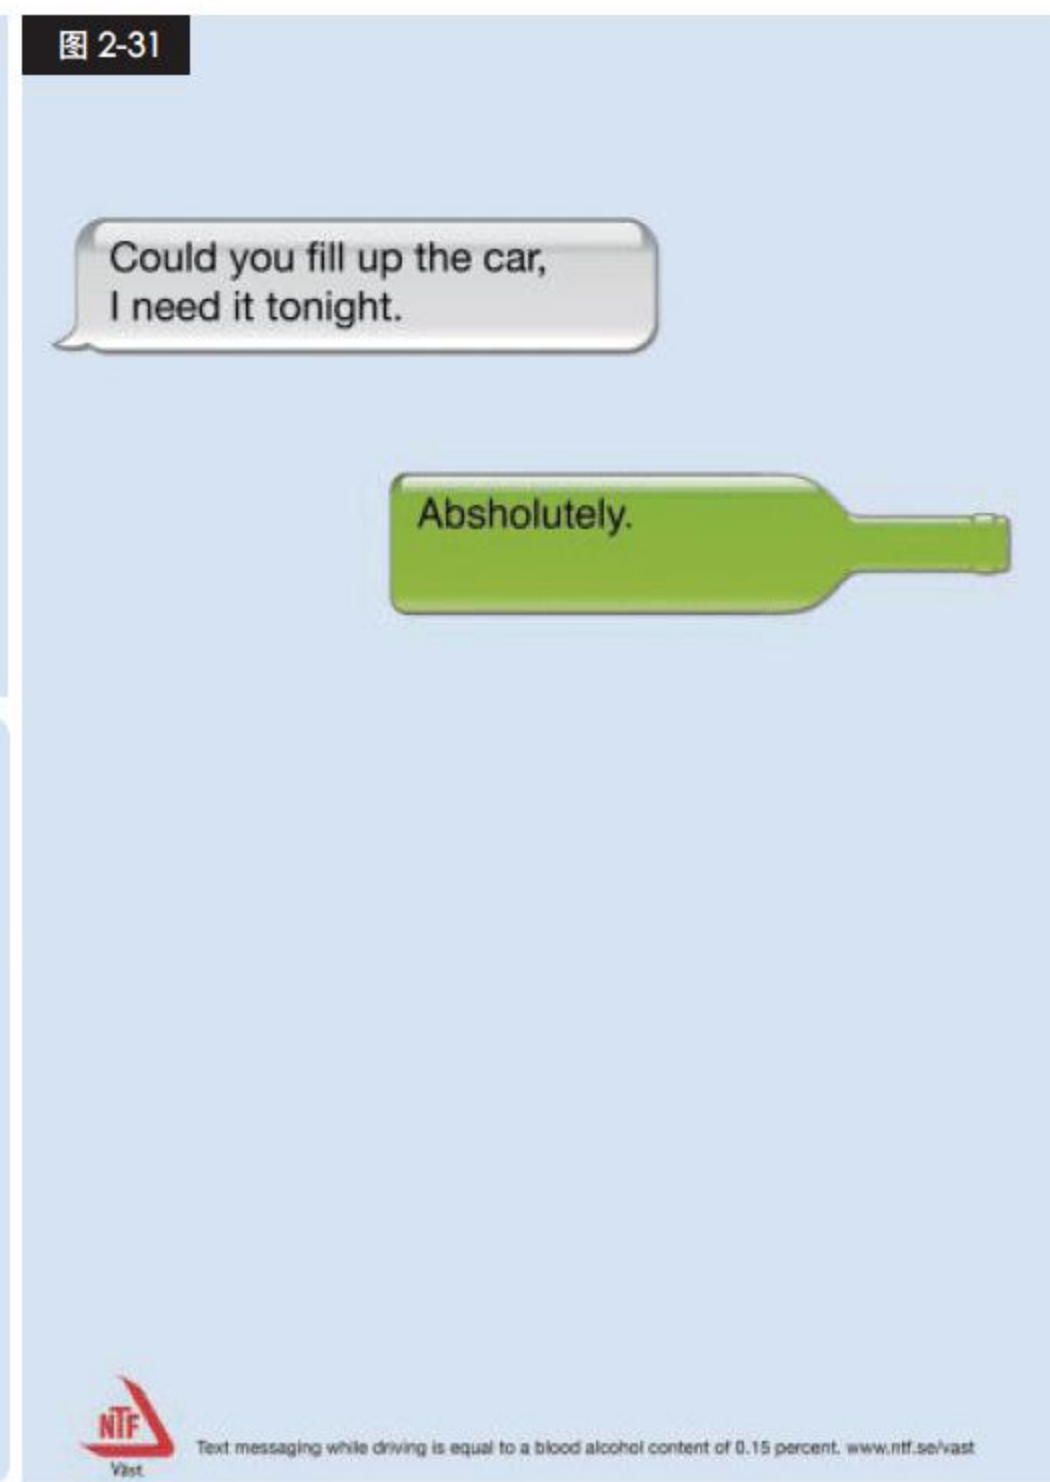 图 2-31
Could you fill up the car,
I need it tonight.
Absholutely.
NTF
Väst
Text messaging while driving is equal to a blood alcohol content of 0.15 percent. www.ntf.se/vast